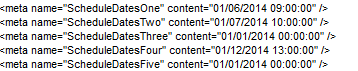 <meta name="ScheduleDatesOne" content="01/06/2014 09:00:00" />
<meta name="ScheduleDatesTwo" content="01/07/2014 10:00:00" />
<meta name="ScheduleDatesThree" content="01/01/2014 00:00:00" />
<meta name="ScheduleDatesFour" content="01/12/2014 13:00:00" />
<meta name="ScheduleDatesFive" content="01/01/2014 00:00:00" />